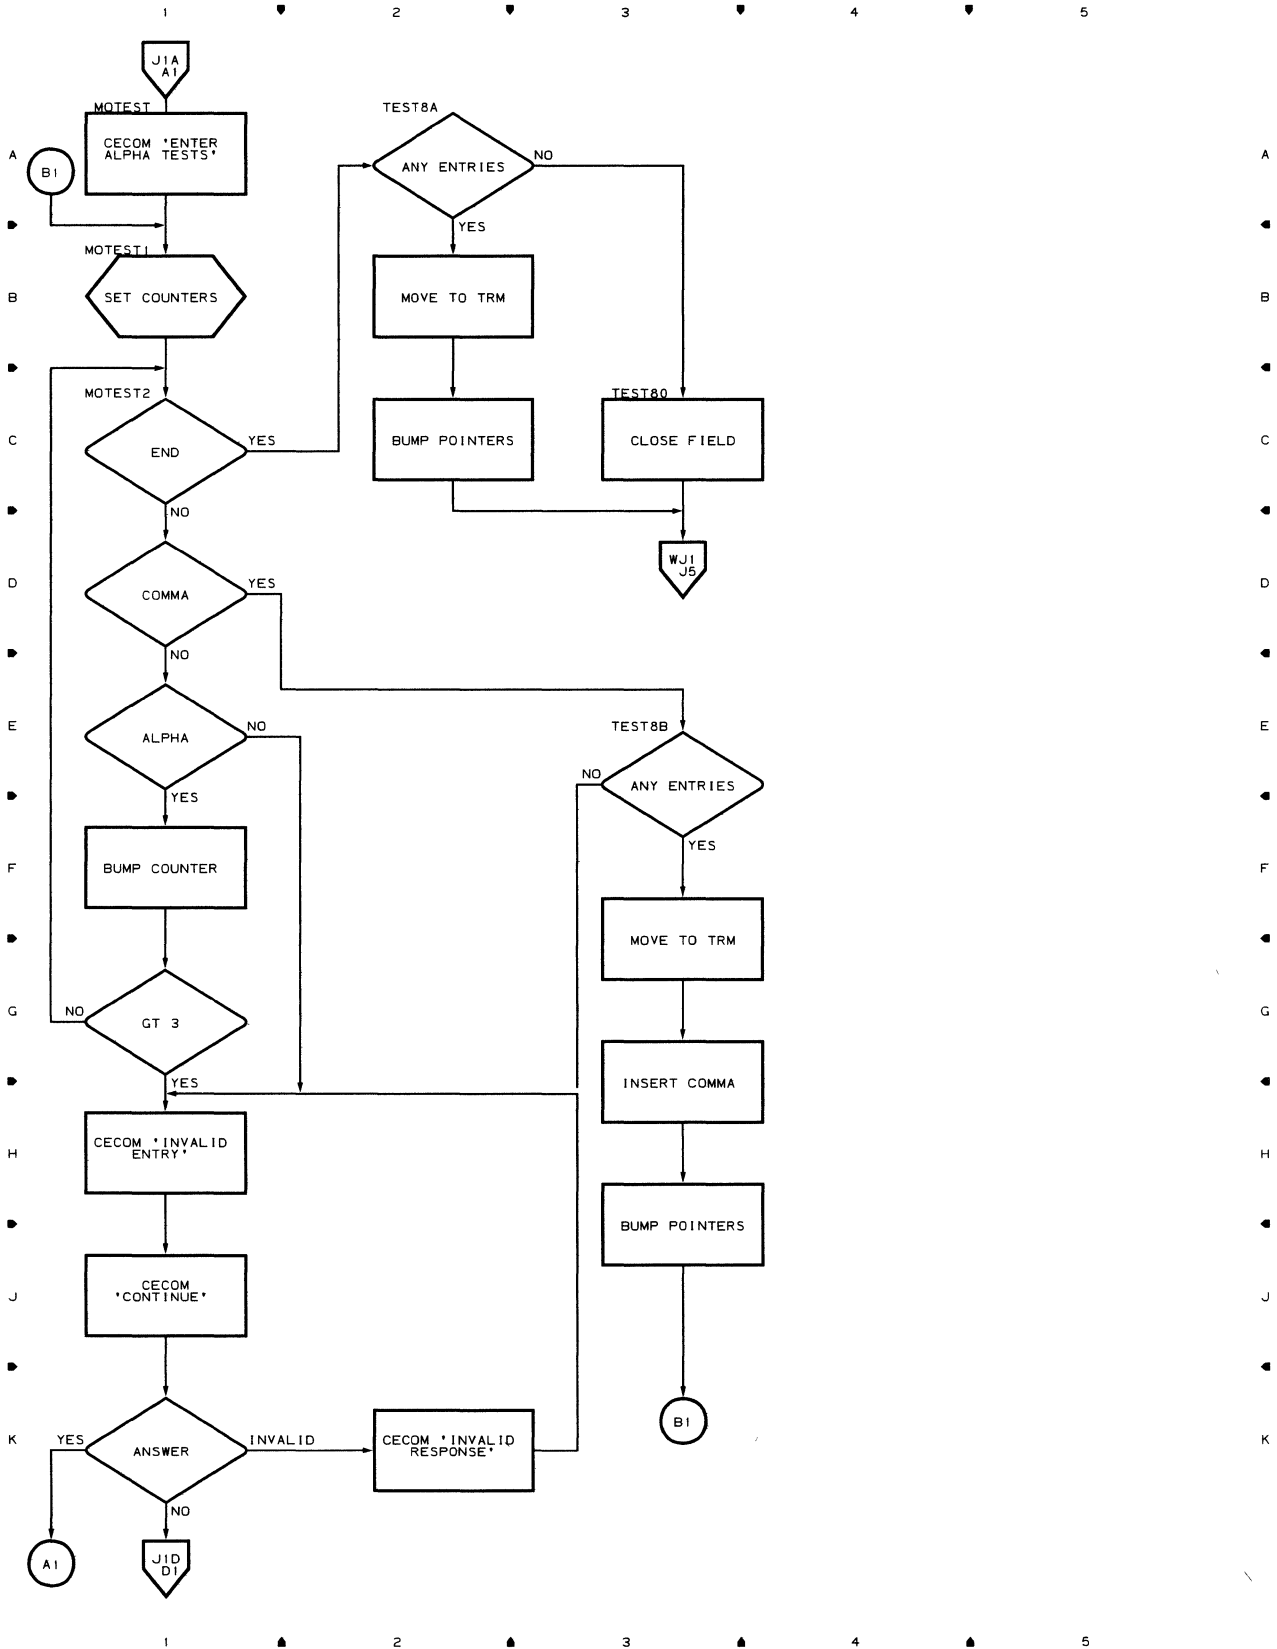 1 2 3 4 5
J1A
A1
MOTEST
CECOM 'ENTER
ALPHA TESTS'
TEST8A
ANY ENTRIES
NO
YES
A
A
B1
MOTEST1
SET COUNTERS
MOVE TO TRM
B
B
MOTEST2
END
YES
NO
BUMP POINTERS
TEST80
CLOSE FIELD
C
C
COMMA
YES
NO
WJ1
J5
D
D
ALPHA
NO
YES
TEST8B
ANY ENTRIES
NO
YES
E
E
BUMP COUNTER
F
F
MOVE TO TRM
GT 3
NO
YES
G
G
INSERT COMMA
CECOM 'INVALID
ENTRY'
H
H
BUMP POINTERS
CECOM
'CONTINUE'
J
J
B1
ANSWER
YES
INVALID
NO
CECOM 'INVALID
RESPONSE'
K
K
A1
J1D
D1
1 2 3 4 5